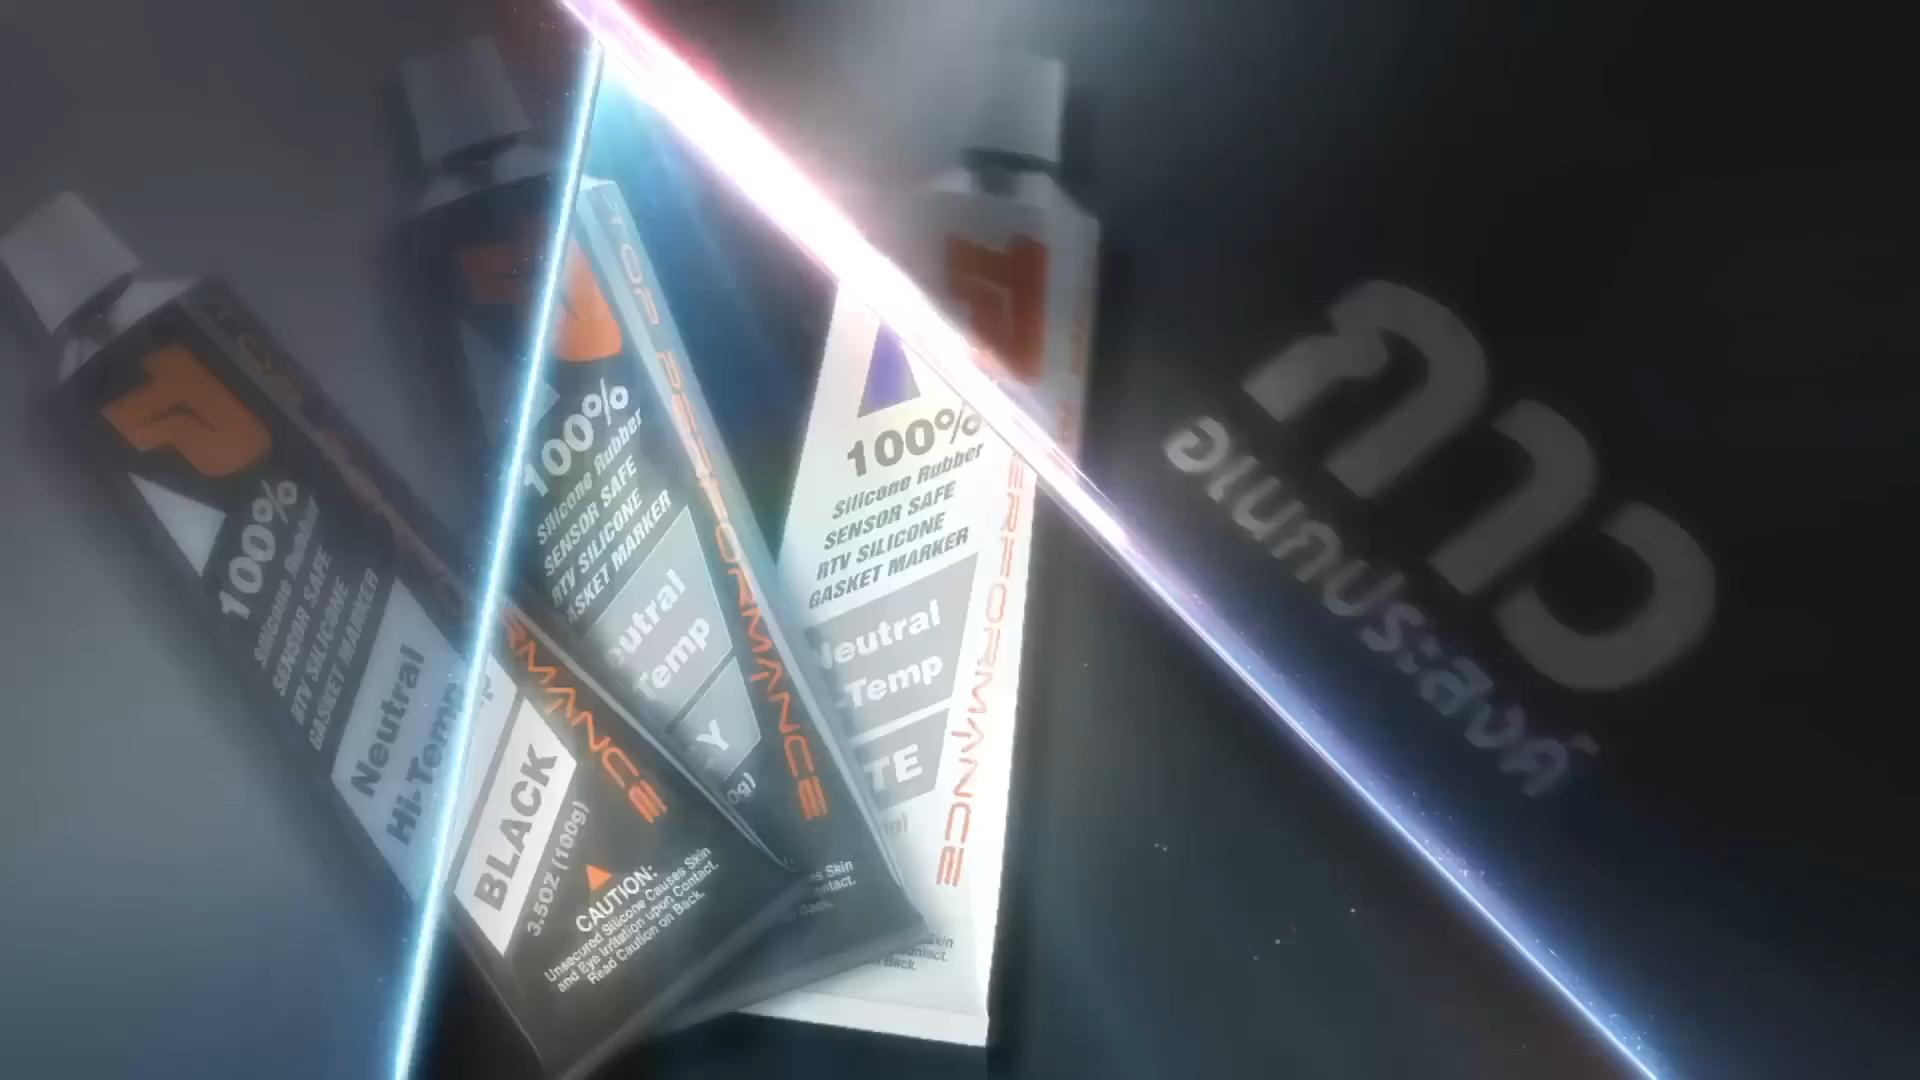 100%
Silicone Rubber
SENSOR SAFE
RTV SILICONE
GASKET MARKER
Neutral
Hi-Temp
BLACK
3.5OZ (100g)
CAUTION:
Unsecured Silicone Causes Skin
and Eye Irritation upon Contact.
Read Caution on Back.
PERFORMANCE
100%
Silicone Rubber
SENSOR SAFE
RTV SILICONE
GASKET MARKER
TOP PERFORMANCE
100%
Silicone Rubber
SENSOR SAFE
RTV SILICONE
GASKET MARKER
Neutral
Temp
PERFORMANCE
กาว
อเนกประสงค์